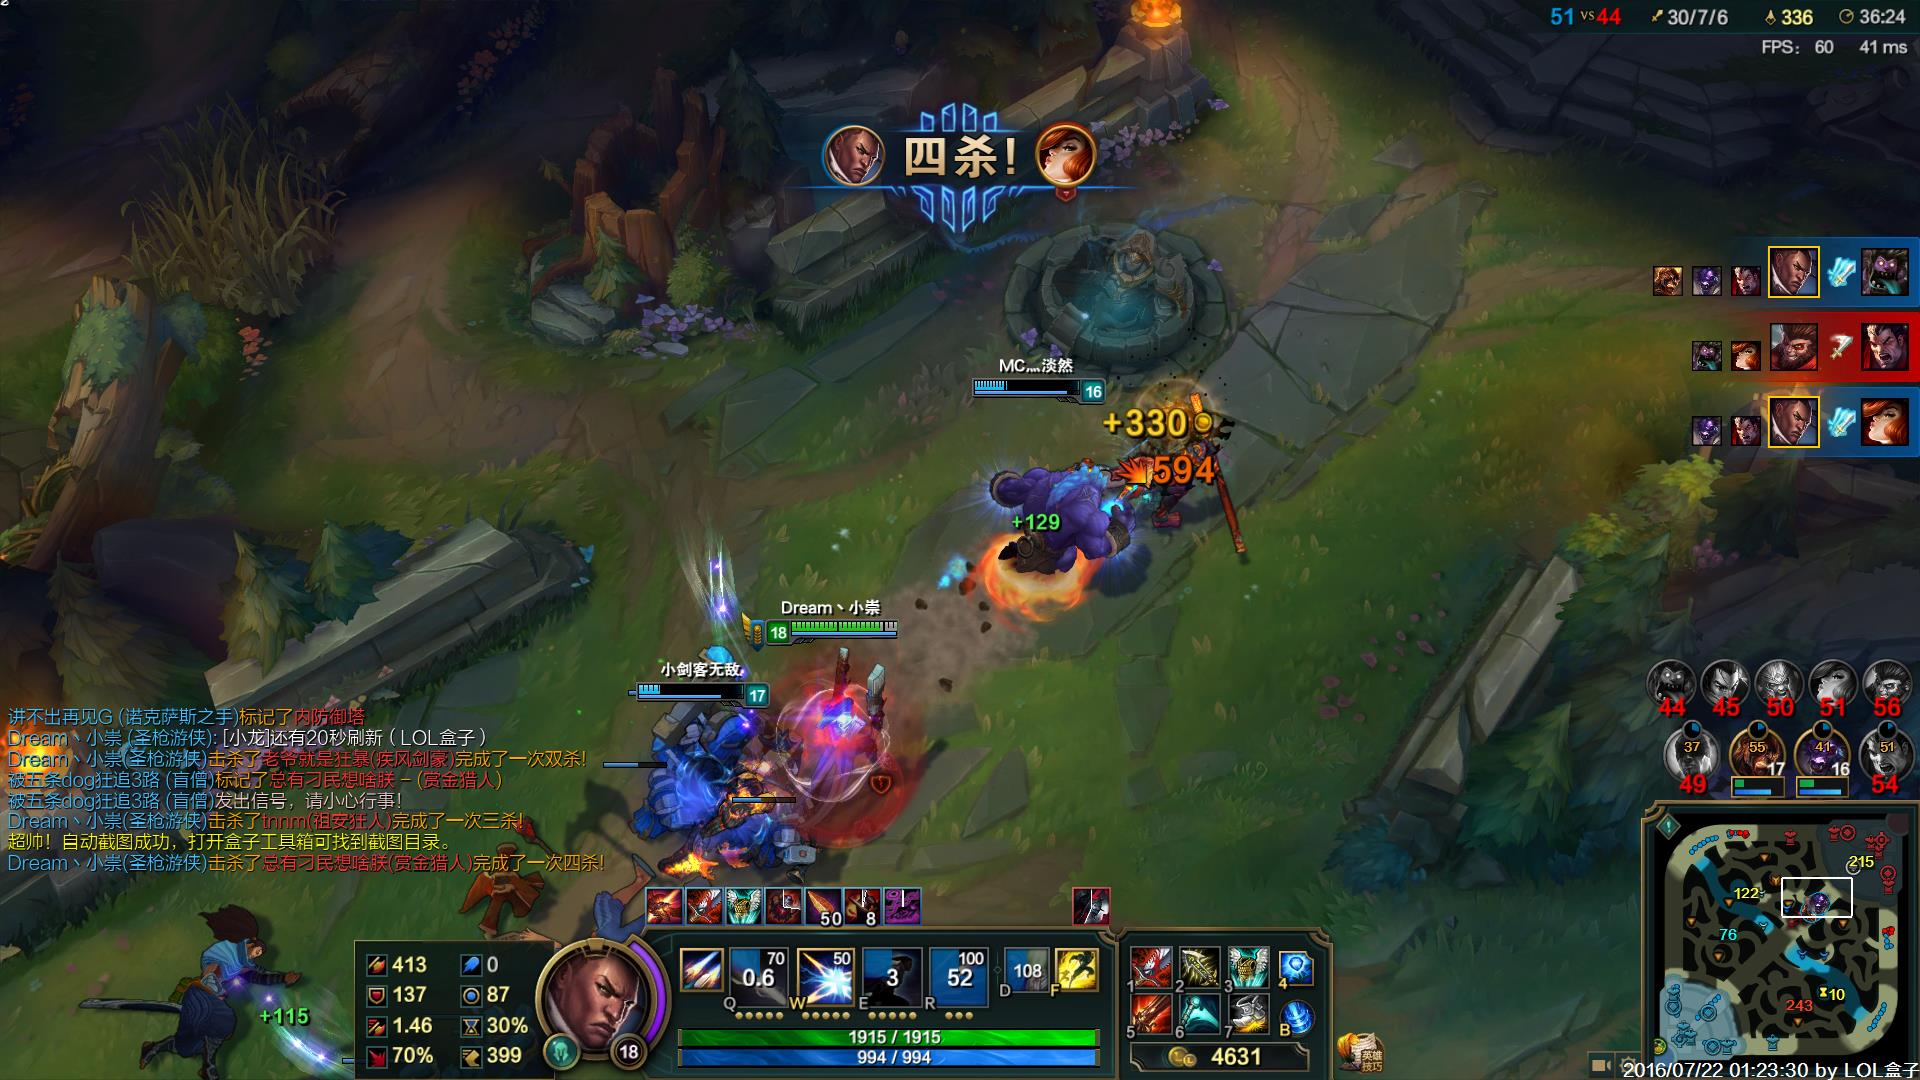 51 vs 44 30/7/6 336 36:24
FPS: 60 41 ms
四杀!
MC灬淡然
16
+330
594
+129
Dream丶小崇
18
小剑客无敌
17
44 45 50 51 56
37 55 41 51
49 17 16 54
讲不出再见G (诺克萨斯之手)标记了内防御塔
Dream丶小崇 (圣枪游侠): [小龙]还有20秒刷新（LOL盒子）
Dream丶小崇(圣枪游侠)击杀了老爷就是狂暴(疾风剑豪)完成了一次双杀!
被五条dog狂追3路 (盲僧)标记了总有刁民想啥朕 - (赏金猎人)
被五条dog狂追3路 (盲僧)发出信号，请小心行事!
Dream丶小崇(圣枪游侠)击杀了tnnm(祖安狂人)完成了一次三杀!
超帅！自动截图成功，打开盒子工具箱可找到截图目录。
Dream丶小崇(圣枪游侠)击杀了总有刁民想啥朕(赏金猎人)完成了一次四杀!
215
122
76
10
243
50 8
+115
413 0
137 87
1.46 30%
70% 399
18
70 50 100
0.6 3 52 108
Q W E R D F
1915 / 1915
994 / 994
1 2 3 4
5 6 7 B
4631
英雄
技巧
2016/07/22 01:23:30 by LOL盒子